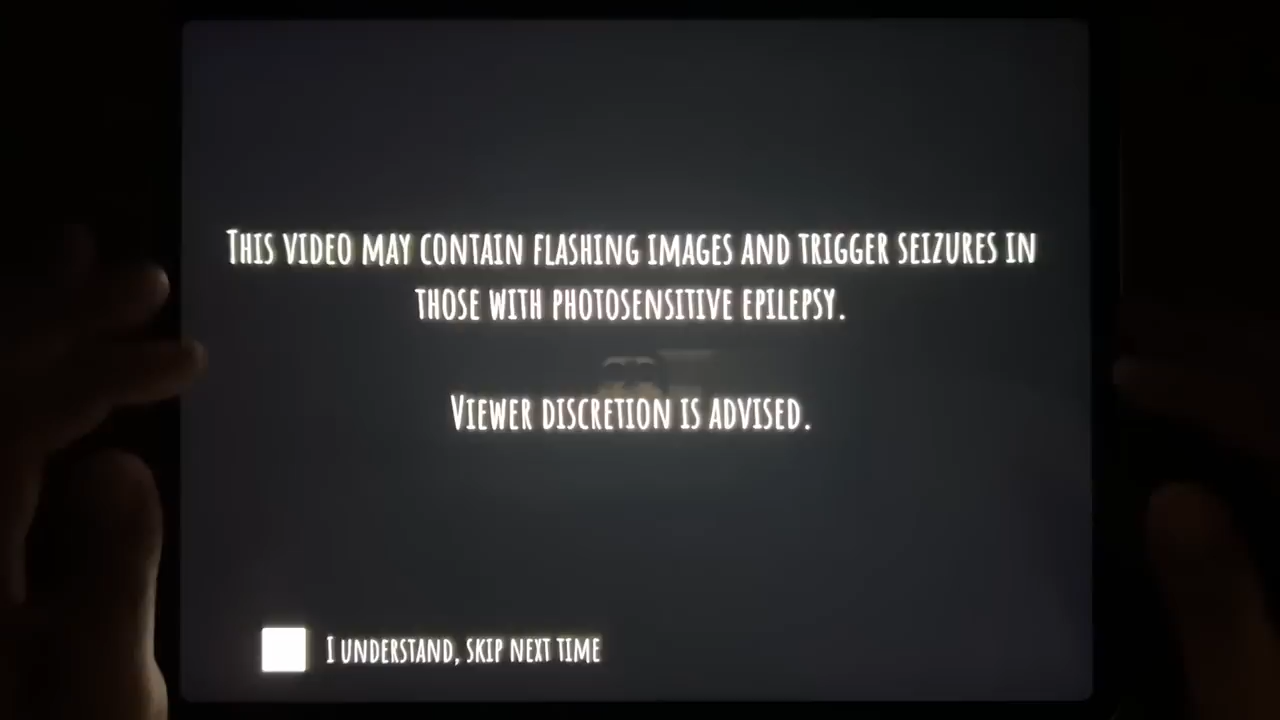 This video may contain flashing images and trigger seizures in
those with photosensitive epilepsy.
Viewer discretion is advised.
I understand, skip next time